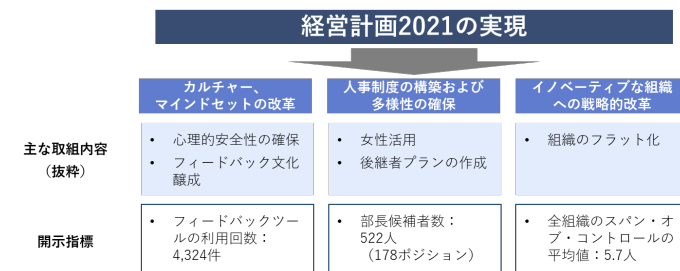 経営計画2021の実現
カルチャー、
マインドセットの改革
人事制度の構築および
多様性の確保
イノベーティブな組織
への戦略的改革
主な取組内容
(抜粋)
• 心理的安全性の確保
• フィードバック文化
醸成
• 女性活用
• 後継者プランの作成
• 組織のフラット化
開示指標
• フィードバックツー
ルの利用回数：
4,324件
• 部長候補者数：
522人
（178ポジション）
• 全組織のスパン・オ
ブ・コントロールの
平均値：5.7人